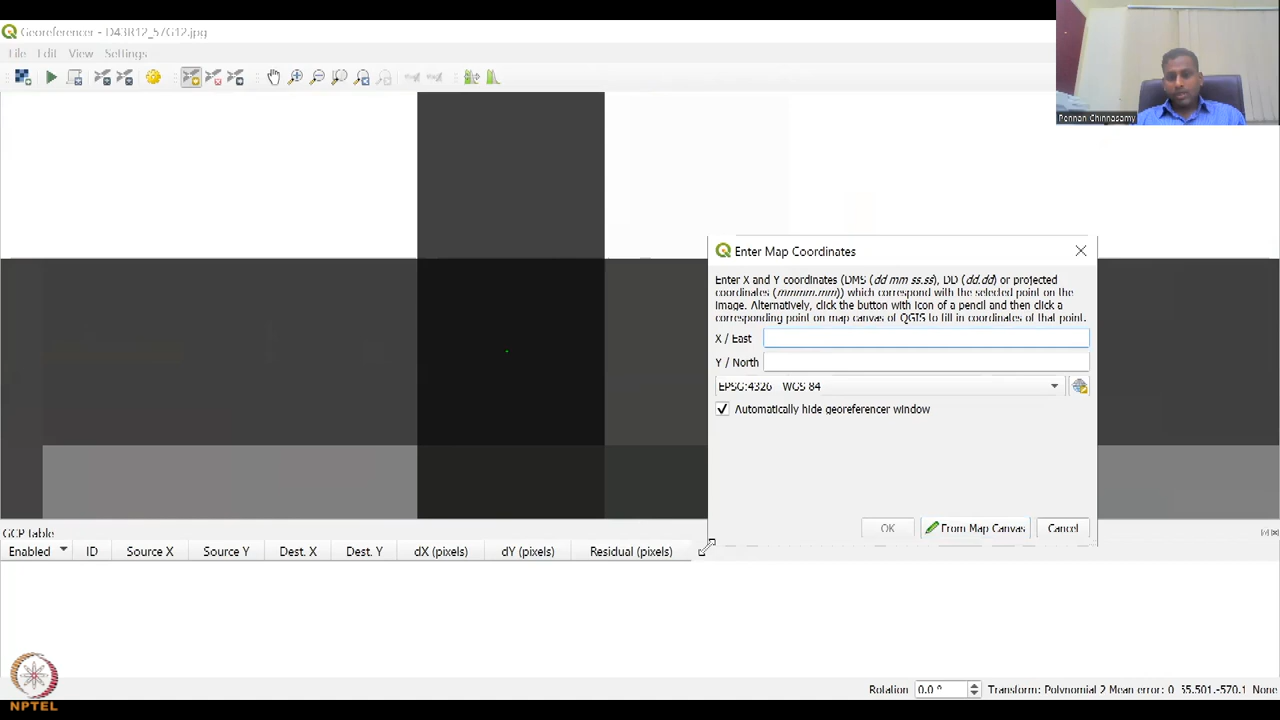 Georeferencer - D43R12_57G12.jpg
File Edit View Settings
Pennan Chinnasamy
Enter Map Coordinates
Enter X and Y coordinates (DMS (dd mm ss.ss), DD (dd.dd) or projected
coordinates (mmmm.mm)) which correspond with the selected point on the
image. Alternatively, click the button with icon of a pencil and then click a
corresponding point on map canvas of QGIS to fill in coordinates of that point.
X / East
Y / North
EPSG:4326 WGS 84
Automatically hide georeferencer window
OK From Map Canvas Cancel
GCP table
Enabled ID Source X Source Y Dest. X Dest. Y dX (pixels) dY (pixels) Residual (pixels)
Rotation 0.0 ° Transform: Polynomial 2 Mean error: 0 55.501,-570.1 None
NPTEL